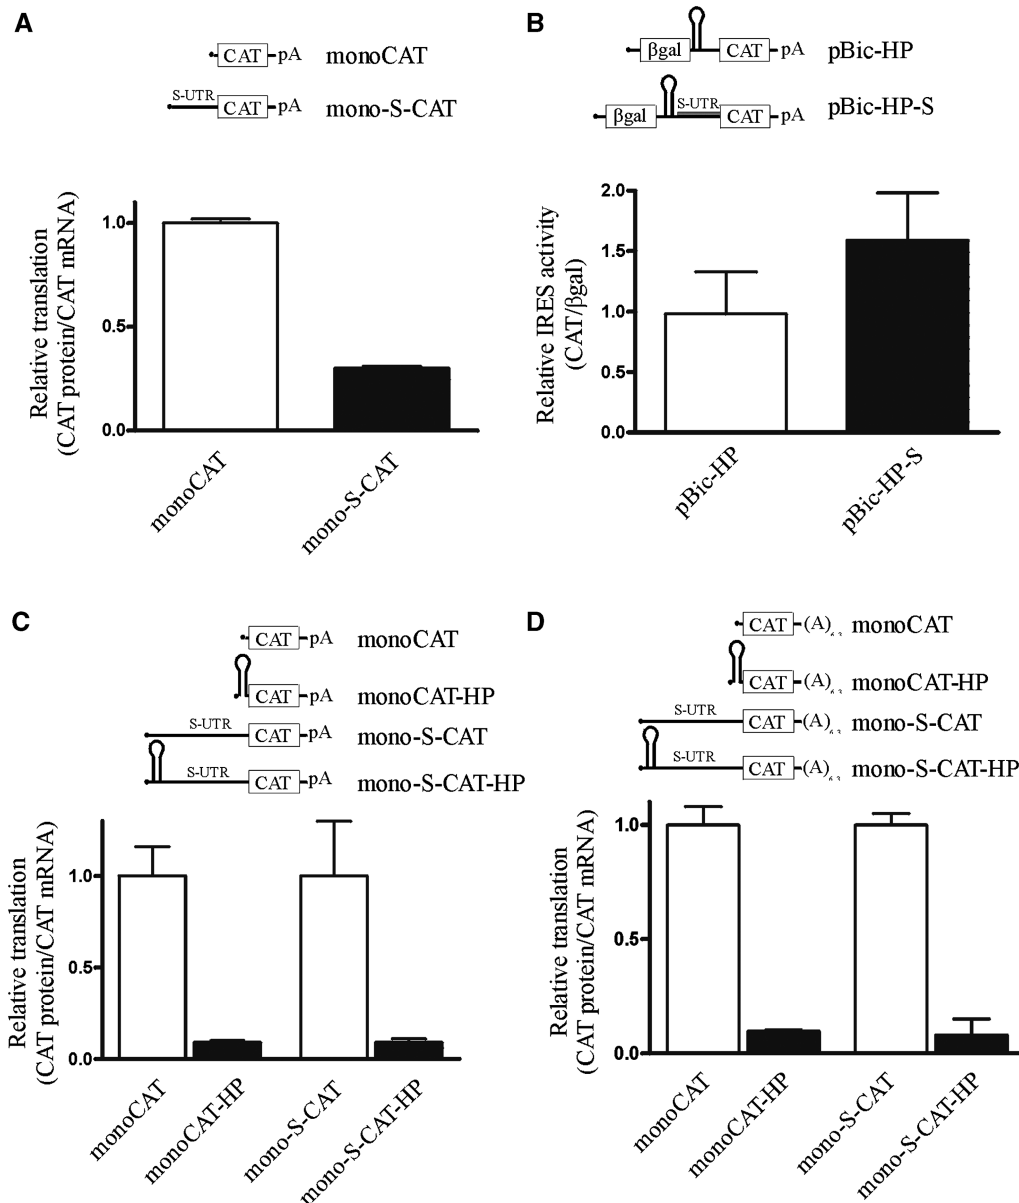 A
CAT pA monoCAT
S-UTR
CAT pA mono-S-CAT
Relative translation
(CAT protein/CAT mRNA)
1.0
0.5
0.0
monoCAT
mono-S-CAT
B
βgal CAT pA pBic-HP
S-UTR
βgal CAT pA pBic-HP-S
Relative IRES activity
(CAT/βgal)
2.0
1.5
1.0
0.5
0.0
pBic-HP
pBic-HP-S
C
CAT pA monoCAT
CAT pA monoCAT-HP
S-UTR
CAT pA mono-S-CAT
S-UTR
CAT pA mono-S-CAT-HP
Relative translation
(CAT protein/CAT mRNA)
1.0
0.5
0.0
monoCAT
monoCAT-HP
mono-S-CAT
mono-S-CAT-HP
D
CAT (A) monoCAT
CAT (A) monoCAT-HP
S-UTR
CAT (A) mono-S-CAT
S-UTR
CAT (A) mono-S-CAT-HP
Relative translation
(CAT protein/CAT mRNA)
1.0
0.5
0.0
monoCAT
monoCAT-HP
mono-S-CAT
mono-S-CAT-HP